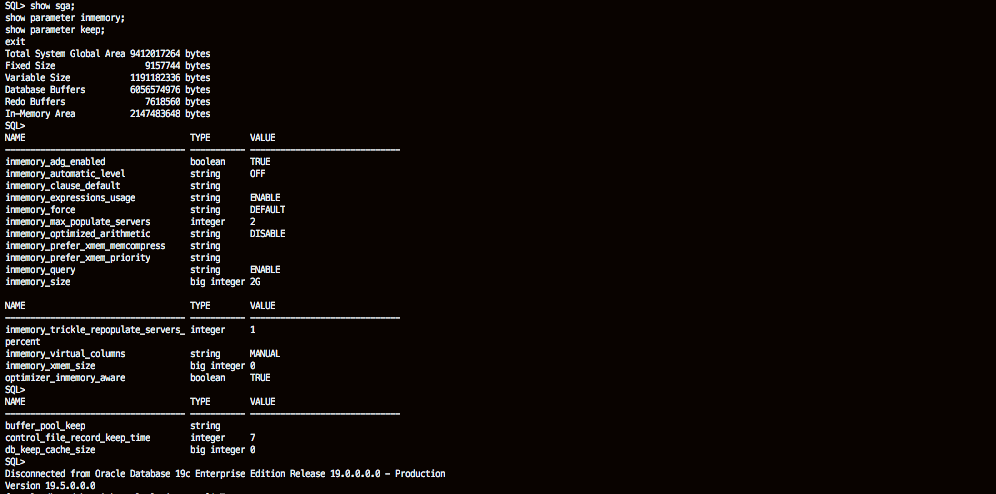 SQL> show sga;
show parameter inmemory;
show parameter keep;
exit
Total System Global Area 9412017264 bytes
Fixed Size 9157744 bytes
Variable Size 1191182336 bytes
Database Buffers 6056574976 bytes
Redo Buffers 7618560 bytes
In-Memory Area 2147483648 bytes
SQL>
NAME TYPE VALUE
------------------------------------ ----------- ------------------------------
inmemory_adg_enabled boolean TRUE
inmemory_automatic_level string OFF
inmemory_clause_default string
inmemory_expressions_usage string ENABLE
inmemory_force string DEFAULT
inmemory_max_populate_servers integer 2
inmemory_optimized_arithmetic string DISABLE
inmemory_prefer_xmem_memcompress string
inmemory_prefer_xmem_priority string
inmemory_query string ENABLE
inmemory_size big integer 2G
NAME TYPE VALUE
------------------------------------ ----------- ------------------------------
inmemory_trickle_repopulate_servers_ integer 1
percent
inmemory_virtual_columns string MANUAL
inmemory_xmem_size big integer 0
optimizer_inmemory_aware boolean TRUE
SQL>
NAME TYPE VALUE
------------------------------------ ----------- ------------------------------
buffer_pool_keep string
control_file_record_keep_time integer 7
db_keep_cache_size big integer 0
SQL>
Disconnected from Oracle Database 19c Enterprise Edition Release 19.0.0.0.0 - Production
Version 19.5.0.0.0